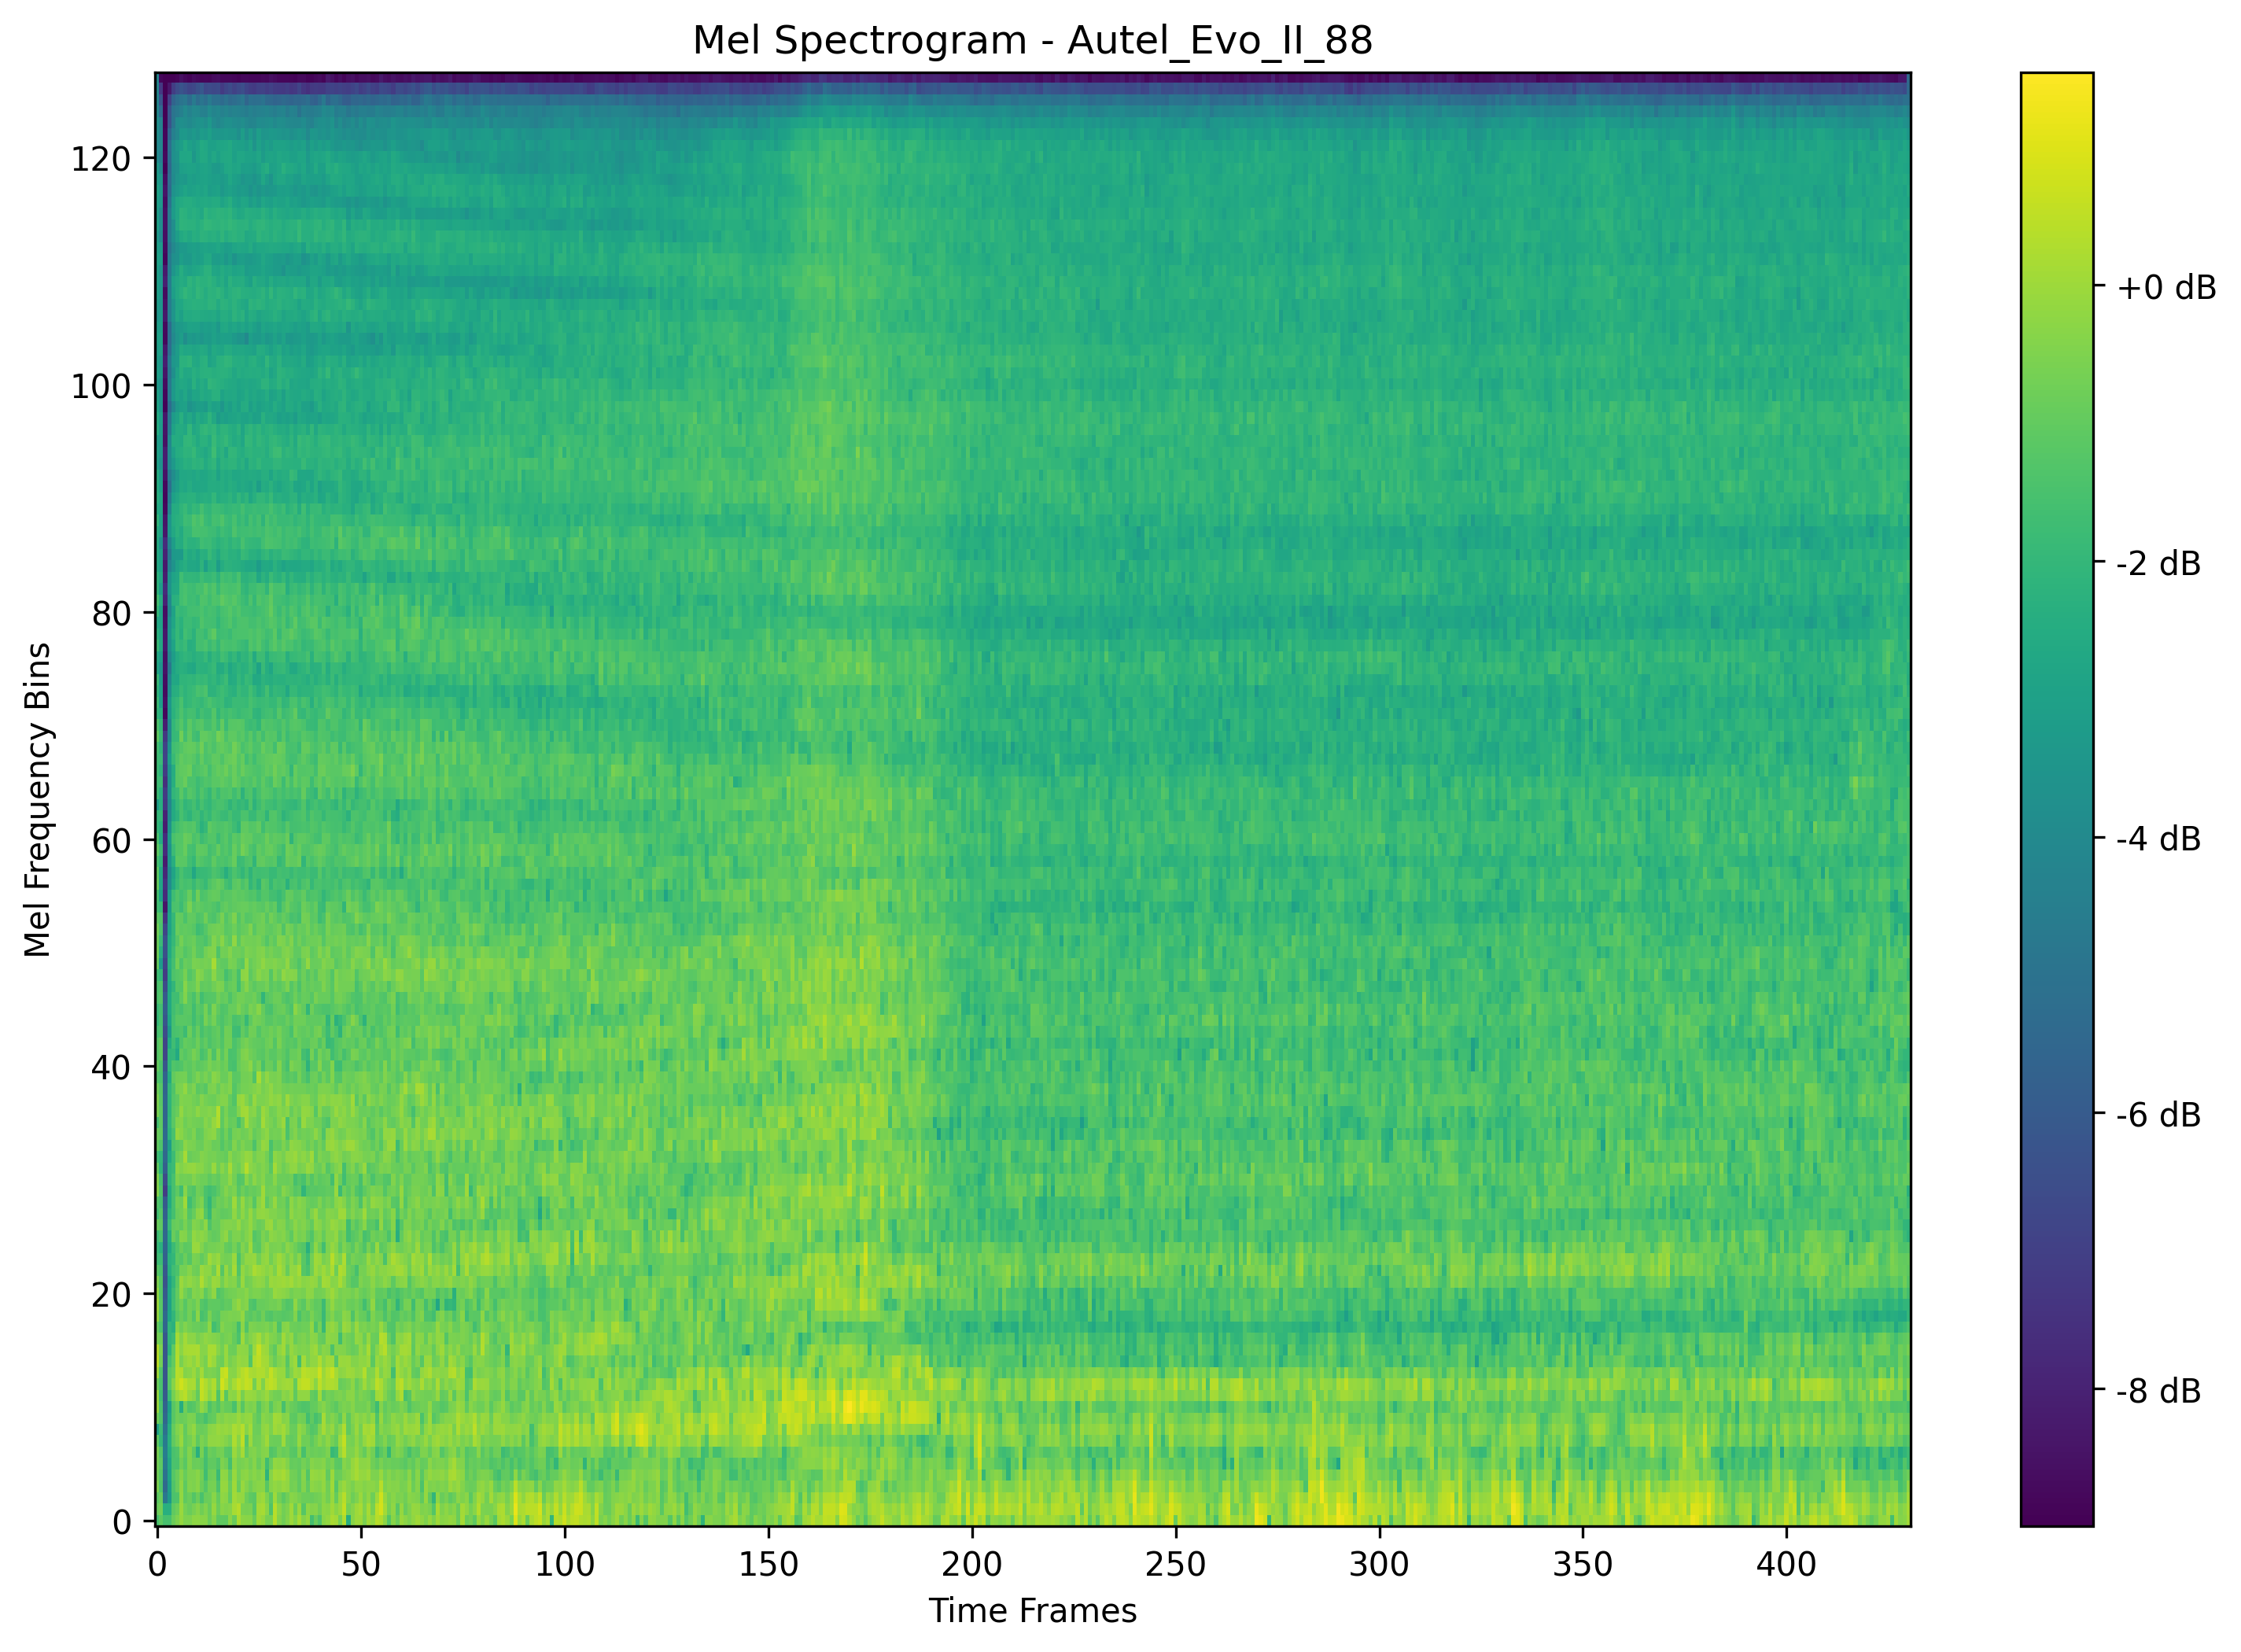 Mel Spectrogram - Autel_Evo_II_88
Mel Frequency Bins
120
100
80
60
40
20
0
0 50 100 150 200 250 300 350 400
Time Frames
+0 dB
-2 dB
-4 dB
-6 dB
-8 dB